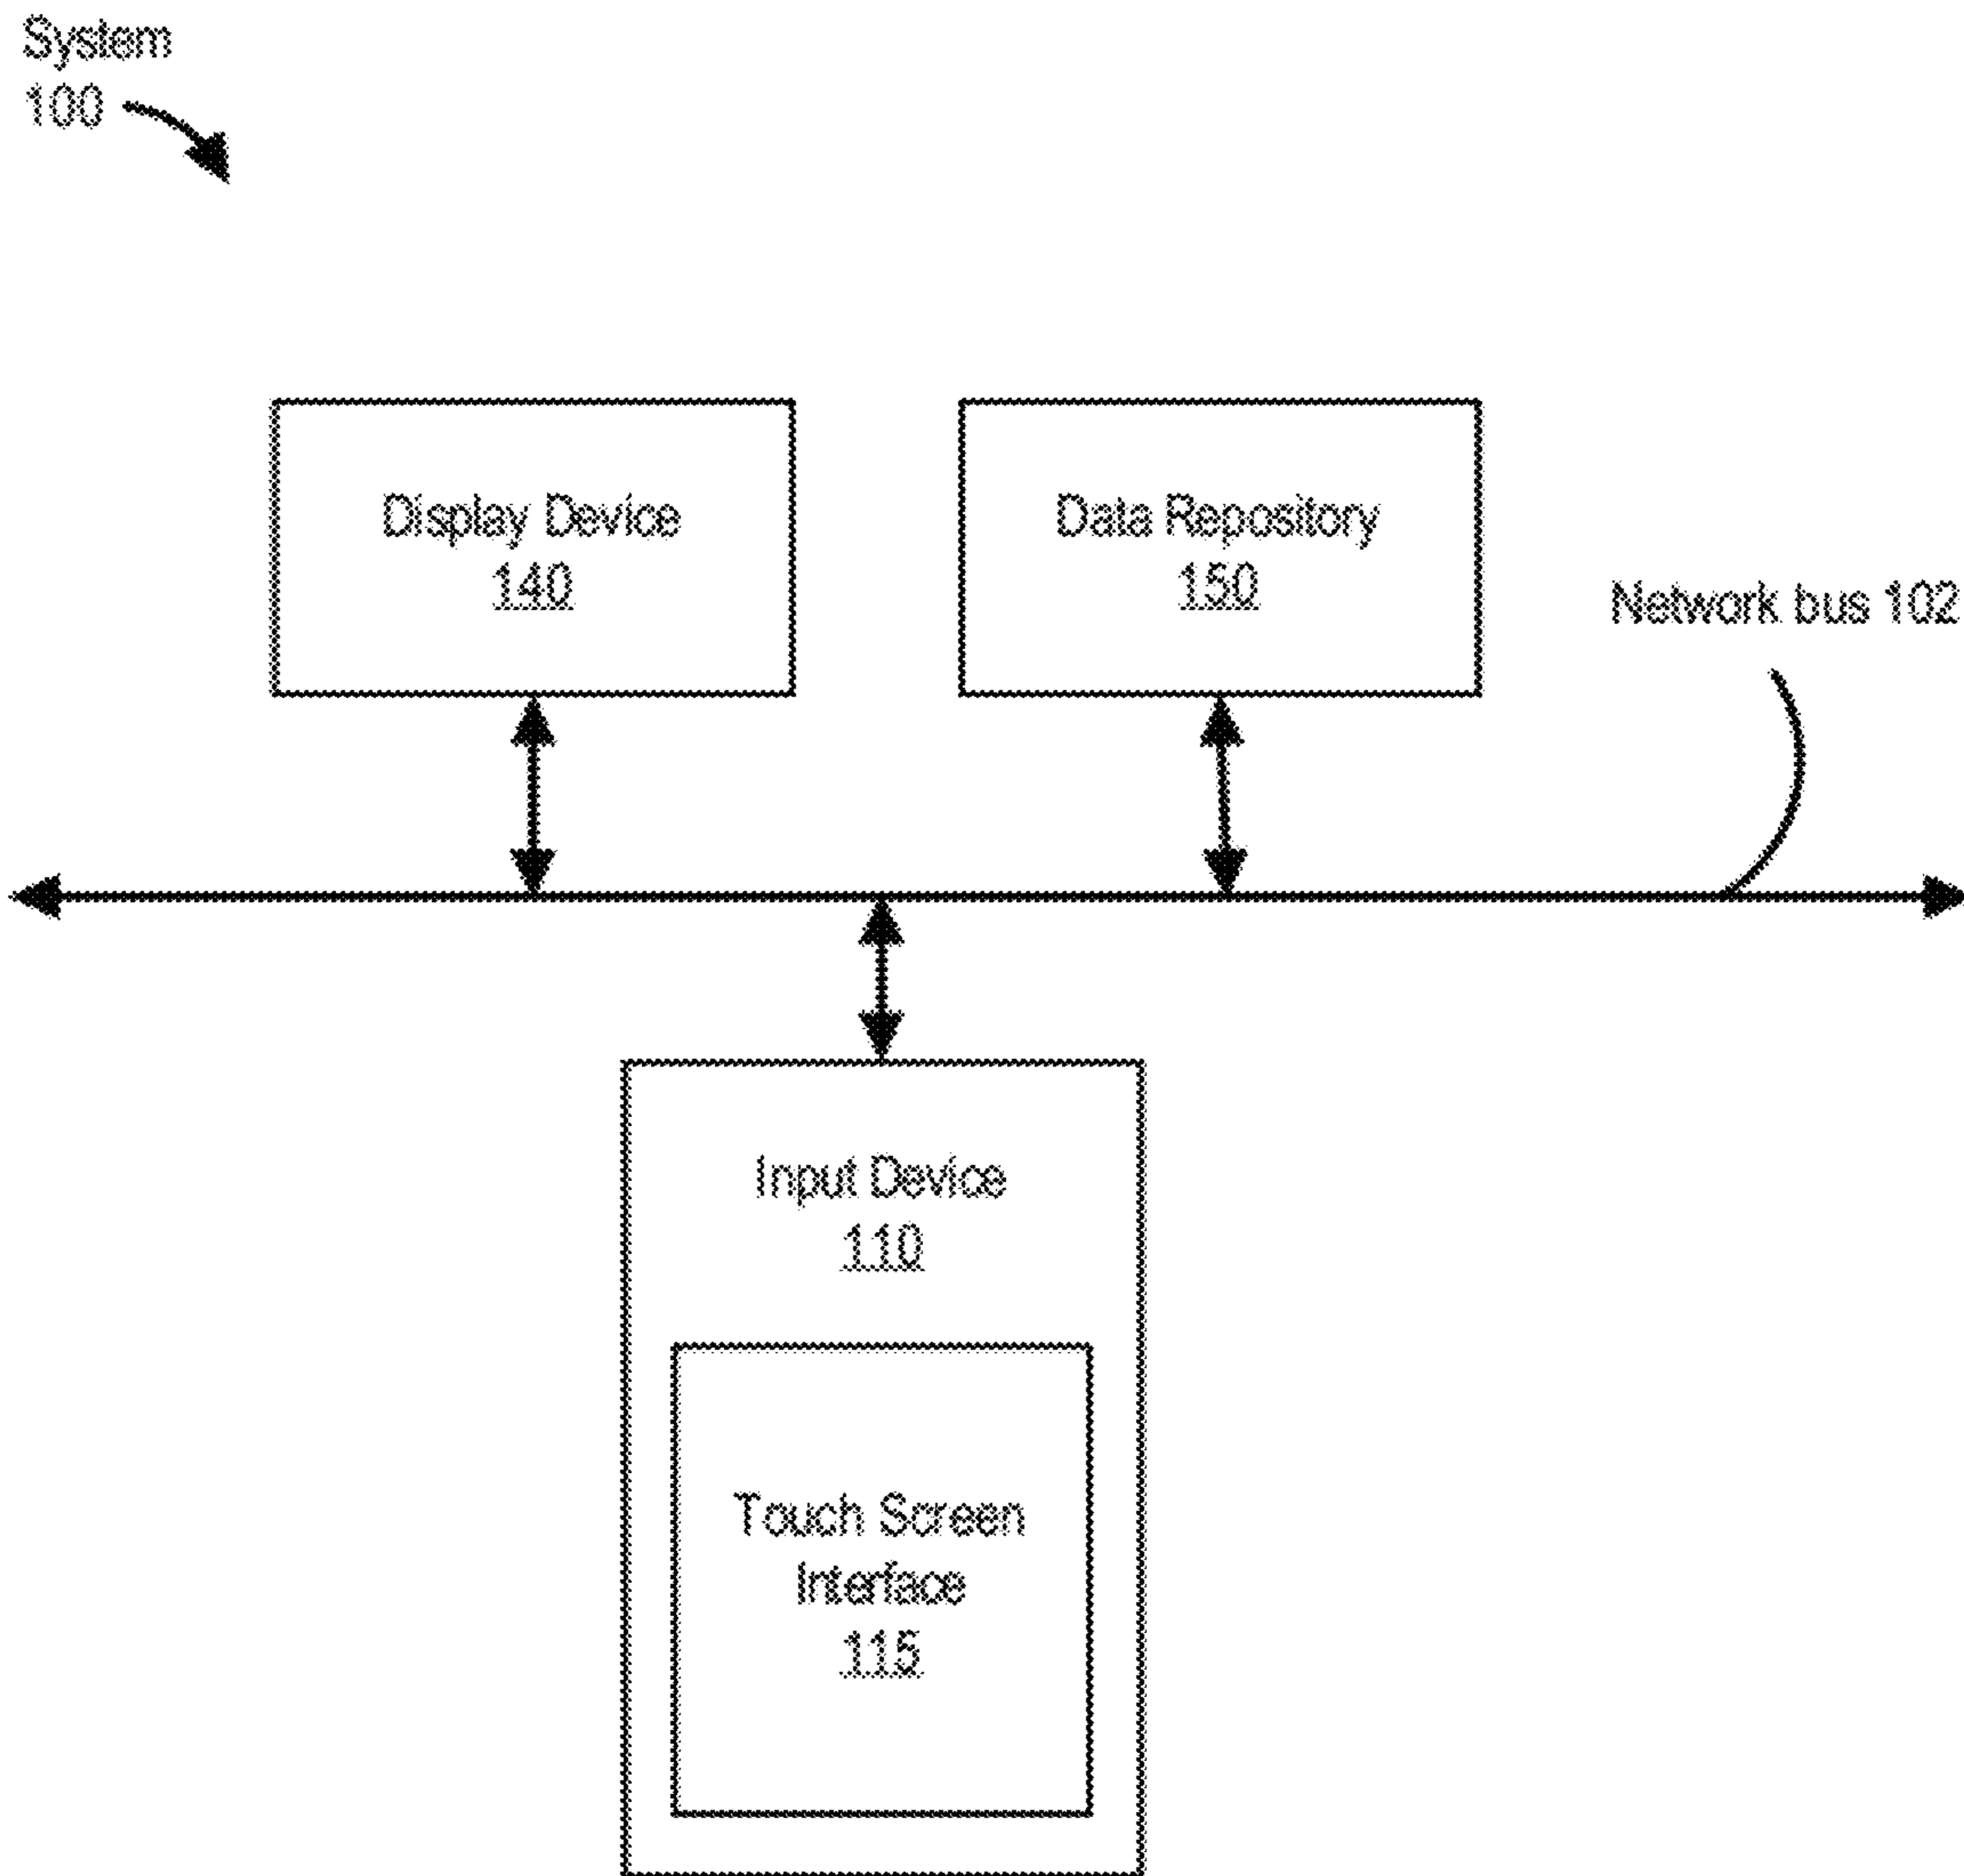 System
100
Display Device
140
Data Repository
150
Network bus 102
Input Device
110
Touch Screen
Interface
115